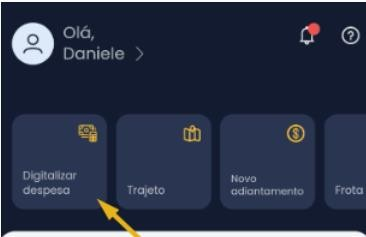 Olá,
Daniele >
Digitalizar
despesa
Trajeto
Novo
adiantamento
Frota